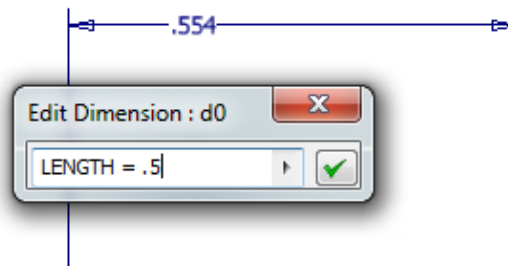 .554
Edit Dimension : d0
LENGTH = .5